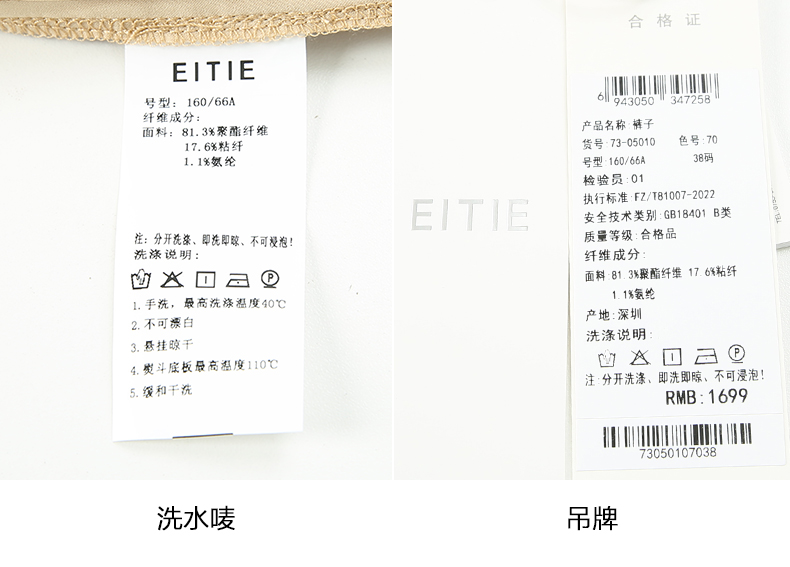 EITIE
号型: 160/66A
纤维成分:
面料: 81.3%聚酯纤维
17.6%粘纤
1.1%氨纶
注: 分开洗涤、即洗即晾、不可浸泡!
洗涤说明:
P
1.手洗，最高洗涤温度40℃
2.不可漂白
3.悬挂晾干
4.熨斗底板最高温度110℃
5.缓和干洗
洗水唛
EITIE
合格证
6 943050 347258
产品名称:裤子
货号:73-05010 色号:70
号型:160/66A 38码
检验员:01
执行标准:FZ/T81007-2022
安全技术类别:GB18401 B类
质量等级:合格品
纤维成分:
面料:81.3%聚酯纤维 17.6%粘纤
1.1%氨纶
产地:深圳
洗涤说明:
P
注:分开洗涤、即洗即晾、不可浸泡!
RMB:1699
73050107038
吊牌